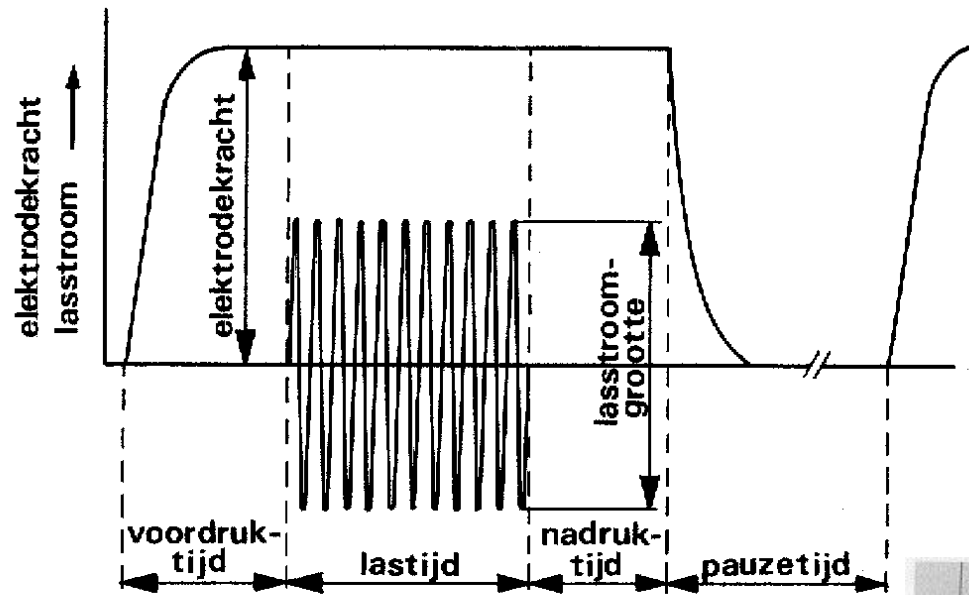 elektrodekracht
lasstroom
elektrodekracht
lasstroom-
grootte
voordruk-
tijd
lastijd
nadruk-
tijd
pauzetijd